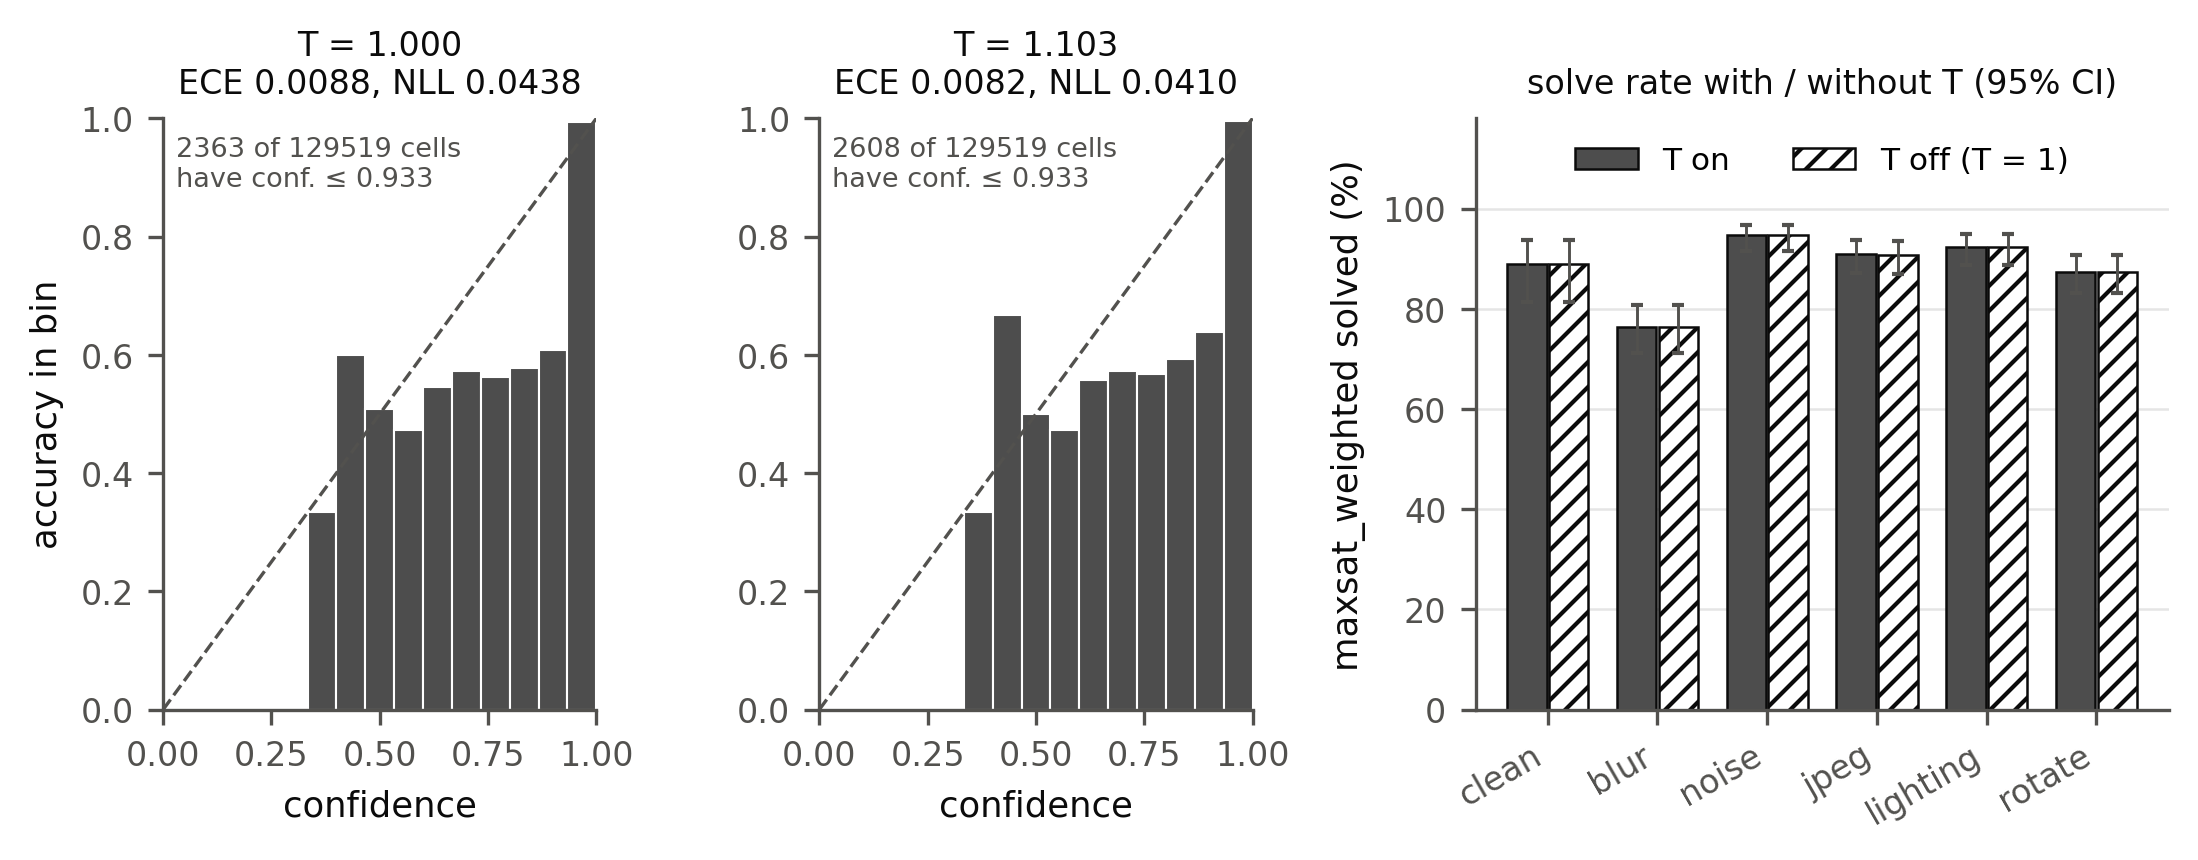 T = 1.000
ECE 0.0088, NLL 0.0438
2363 of 129519 cells
have conf. ≤ 0.933
accuracy in bin
1.0
0.8
0.6
0.4
0.2
0.0
0.00 0.25 0.50 0.75 1.00
confidence
T = 1.103
ECE 0.0082, NLL 0.0410
2608 of 129519 cells
have conf. ≤ 0.933
1.0
0.8
0.6
0.4
0.2
0.0
0.00 0.25 0.50 0.75 1.00
confidence
solve rate with / without T (95% CI)
T on T off (T = 1)
maxsat_weighted solved (%)
100
80
60
40
20
0
clean blur noise jpeg lighting rotate